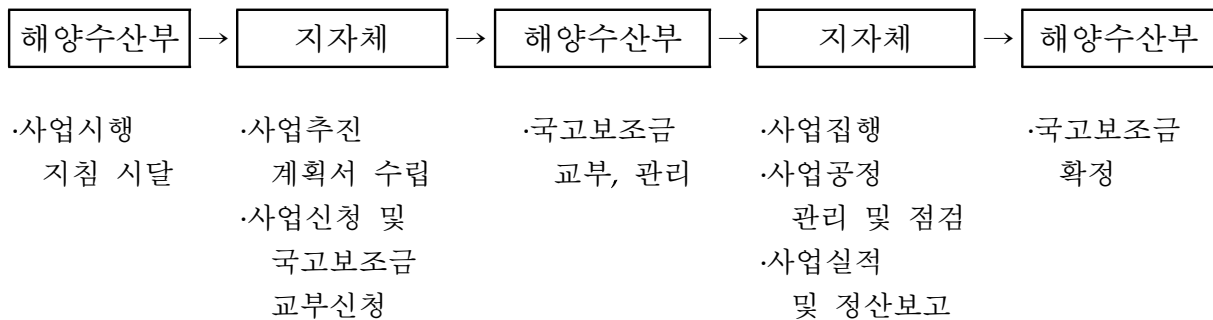 해양수산부 → 지자체 → 해양수산부 → 지자체 → 해양수산부
·사업시행
지침 시달
·사업추진
계획서 수립
·사업신청 및
국고보조금
교부신청
·국고보조금
교부, 관리
·사업집행
·사업공정
관리 및 점검
·사업실적
및 정산보고
·국고보조금
확정